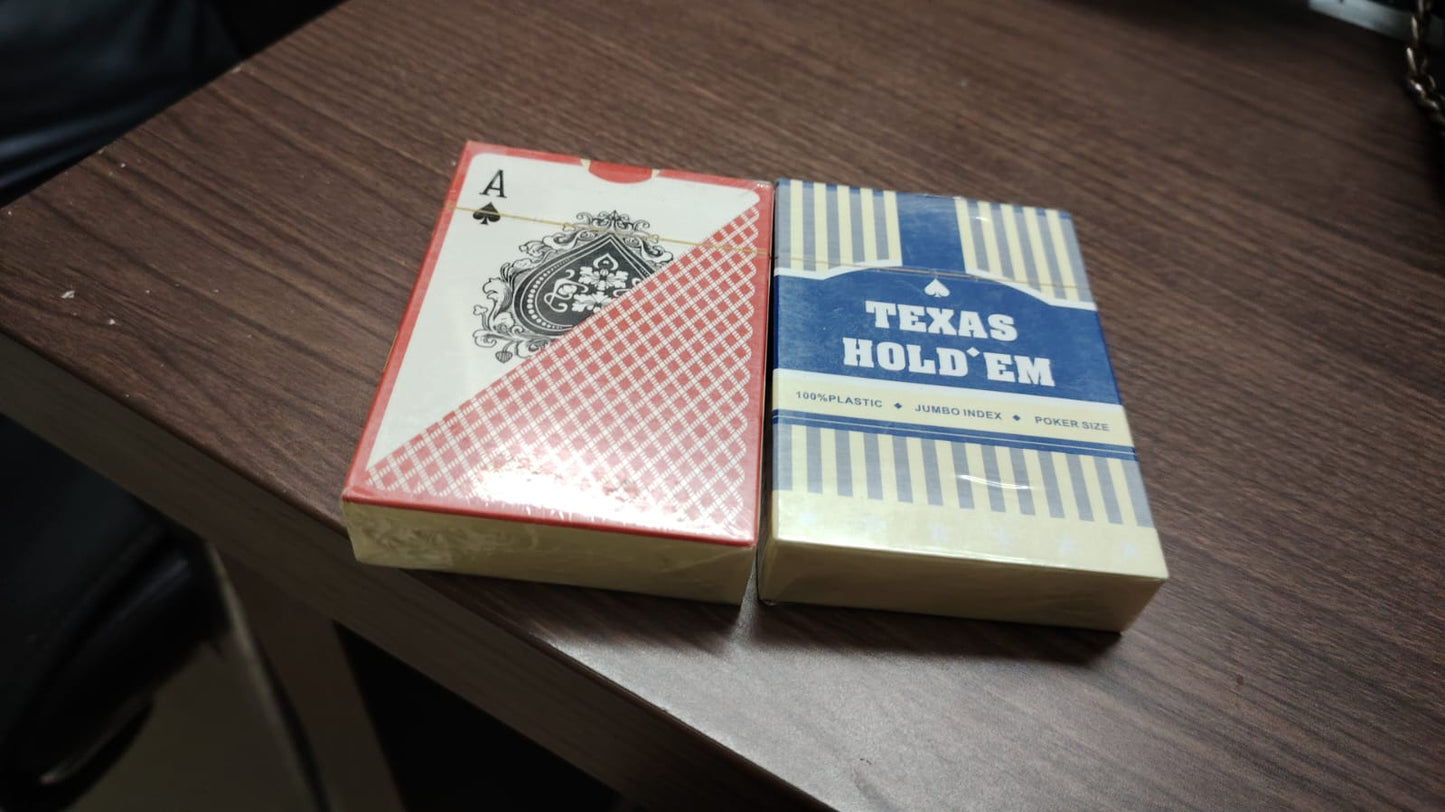 A
TEXAS
HOLD'EM
100%PLASTIC ◆ JUMBO INDEX ◆ POKER SIZE